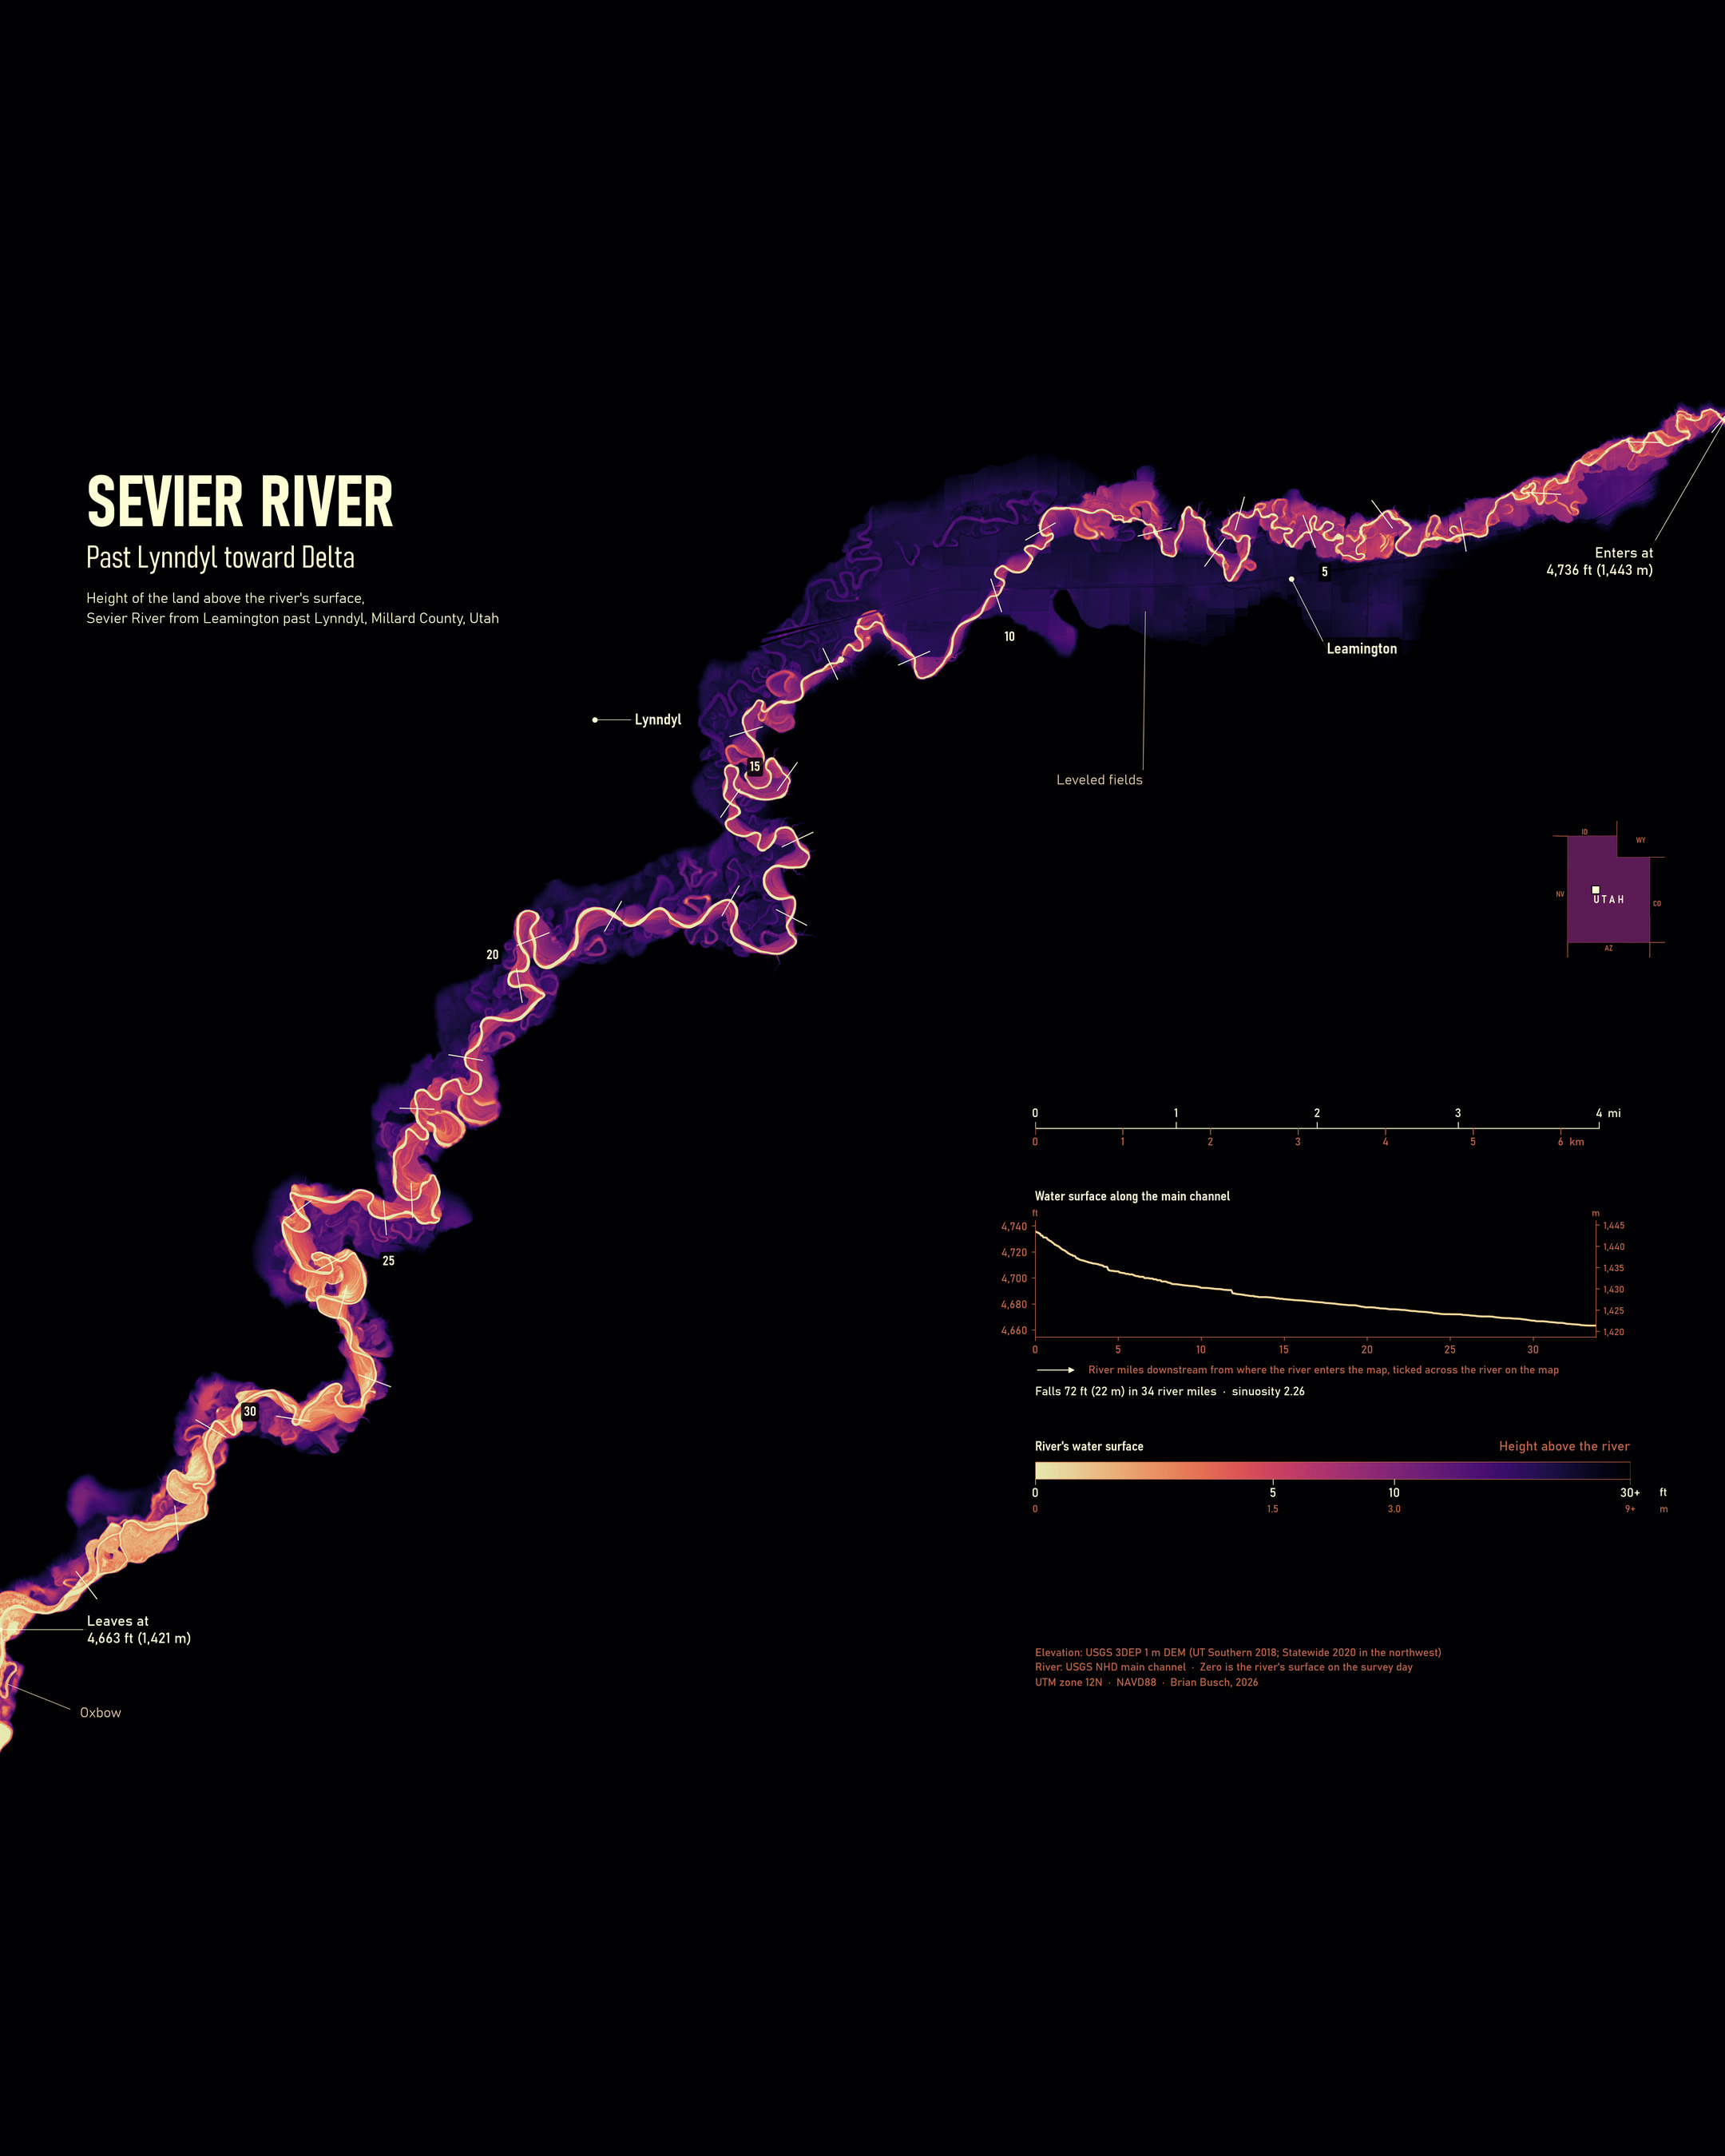 SEVIER RIVER
Past Lynndyl toward Delta
Height of the land above the river's surface,
Sevier River from Leamington past Lynndyl, Millard County, Utah
Enters at
4,736 ft (1,443 m)
5
10
Leamington
Lynndyl
15
Leveled fields
ID
WY
NV
UTAH
CO
AZ
20
0 1 2 3 4 mi
0 1 2 3 4 5 6 km
25
Water surface along the main channel
ft m
4,740 1,445
4,720 1,440
4,700 1,435
4,680 1,430
4,660 1,425
1,420
0 5 10 15 20 25 30
River miles downstream from where the river enters the map, ticked across the river on the map
Falls 72 ft (22 m) in 34 river miles · sinuosity 2.26
30
River's water surface Height above the river
0 5 10 30+ ft
0 1.5 3.0 9+ m
Leaves at
4,663 ft (1,421 m)
Oxbow
Elevation: USGS 3DEP 1 m DEM (UT Southern 2018; Statewide 2020 in the northwest)
River: USGS NHD main channel · Zero is the river's surface on the survey day
UTM zone 12N · NAVD88 · Brian Busch, 2026